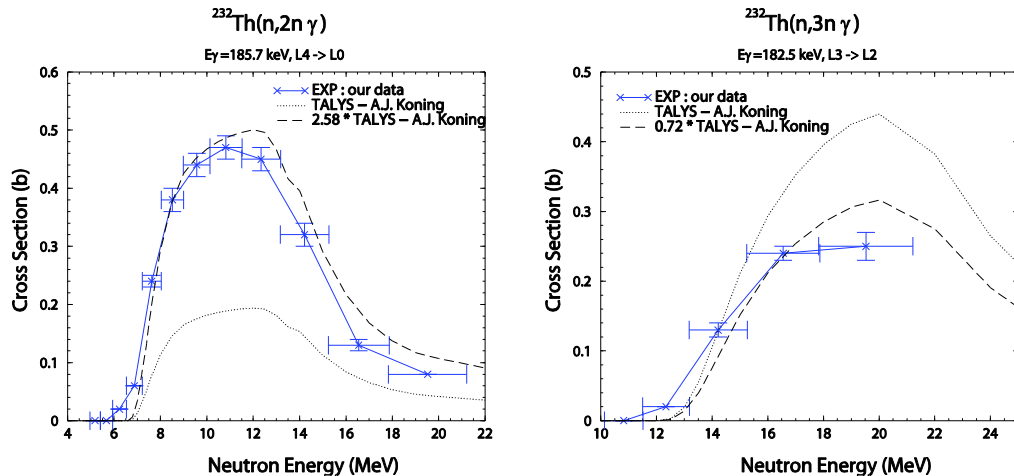 ²³²Th(n,2n γ)
Eγ=185.7 keV, L4 -> L0
EXP : our data
TALYS – A.J. Koning
2.58 * TALYS – A.J. Koning
Cross Section (b)
0.6
0.5
0.4
0.3
0.2
0.1
0
4 6 8 10 12 14 16 18 20 22
Neutron Energy (MeV)
²³²Th(n,3n γ)
Eγ=182.5 keV, L3 -> L2
EXP : our data
TALYS – A.J. Koning
0.72 * TALYS – A.J. Koning
Cross Section (b)
0.5
0.4
0.3
0.2
0.1
0
10 12 14 16 18 20 22 24
Neutron Energy (MeV)